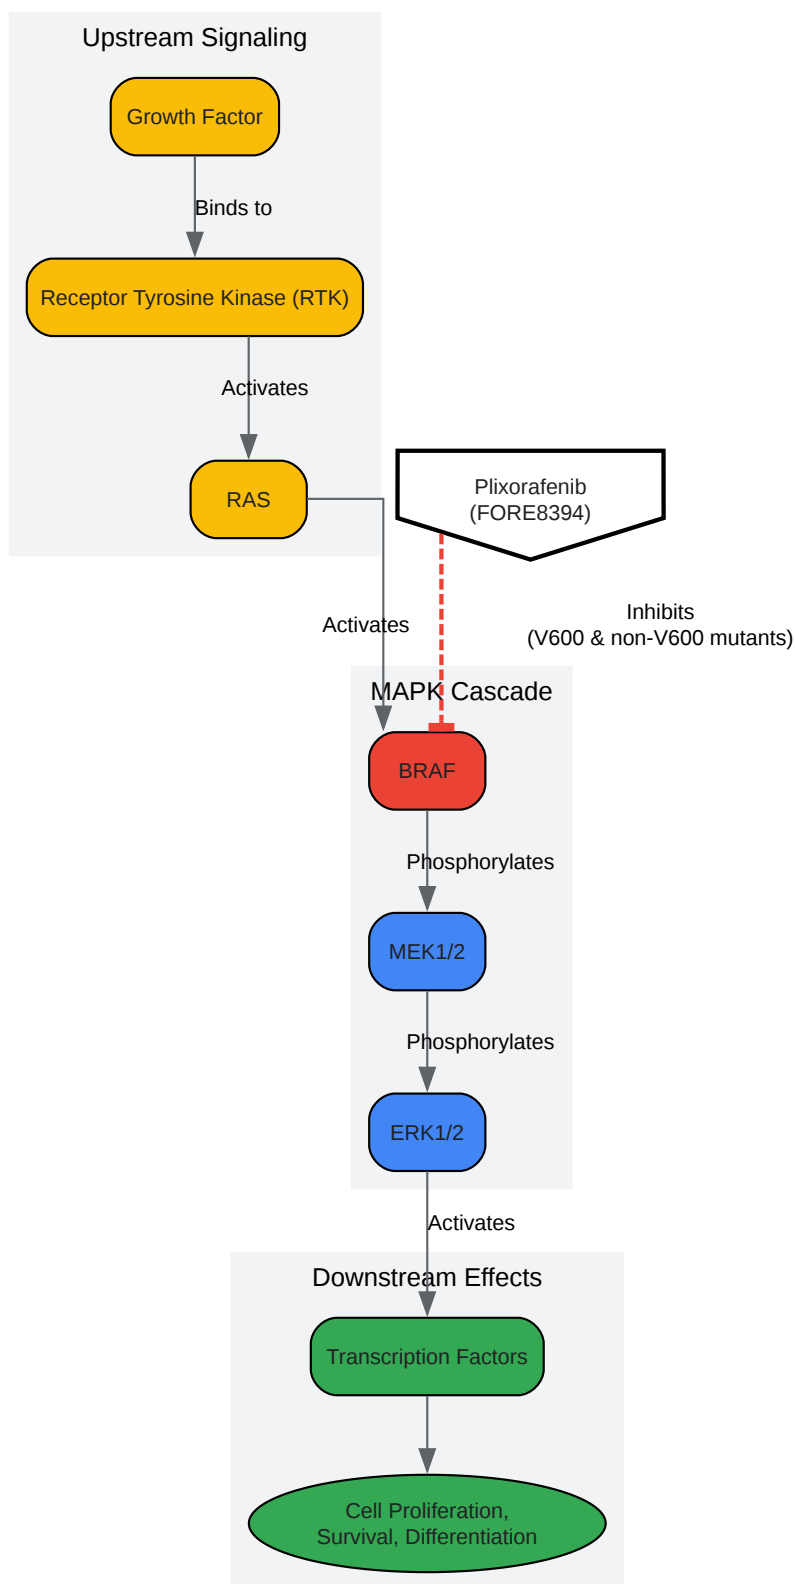 Upstream Signaling
Growth Factor
Binds to
Receptor Tyrosine Kinase (RTK)
Activates
RAS
Plixorafenib
(FORE8394)
Activates
Inhibits
(V600 & non-V600 mutants)
MAPK Cascade
BRAF
Phosphorylates
MEK1/2
Phosphorylates
ERK1/2
Activates
Downstream Effects
Transcription Factors
Cell Proliferation,
Survival, Differentiation